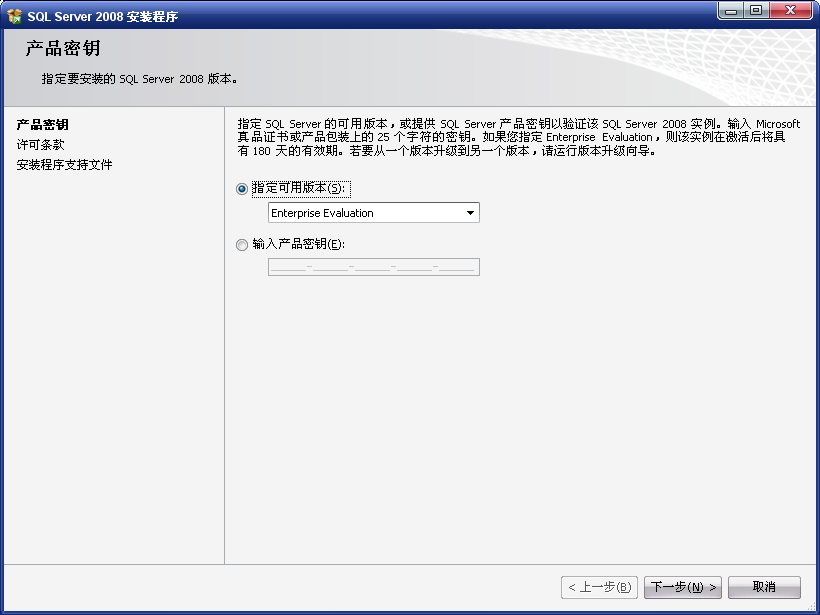 SQL Server 2008 安装程序
产品密钥
指定要安装的 SQL Server 2008 版本。
产品密钥
许可条款
安装程序支持文件
指定 SQL Server 的可用版本，或提供 SQL Server 产品密钥以验证该 SQL Server 2008 实例。输入 Microsoft
真品证书或产品包装上的 25 个字符的密钥。如果您指定 Enterprise Evaluation，则该实例在激活后将具
有 180 天的有效期。若要从一个版本升级到另一个版本，请运行版本升级向导。
指定可用版本(S):
Enterprise Evaluation
输入产品密钥(E):
_____-_____-_____-_____-_____
< 上一步(B)
下一步(N) >
取消